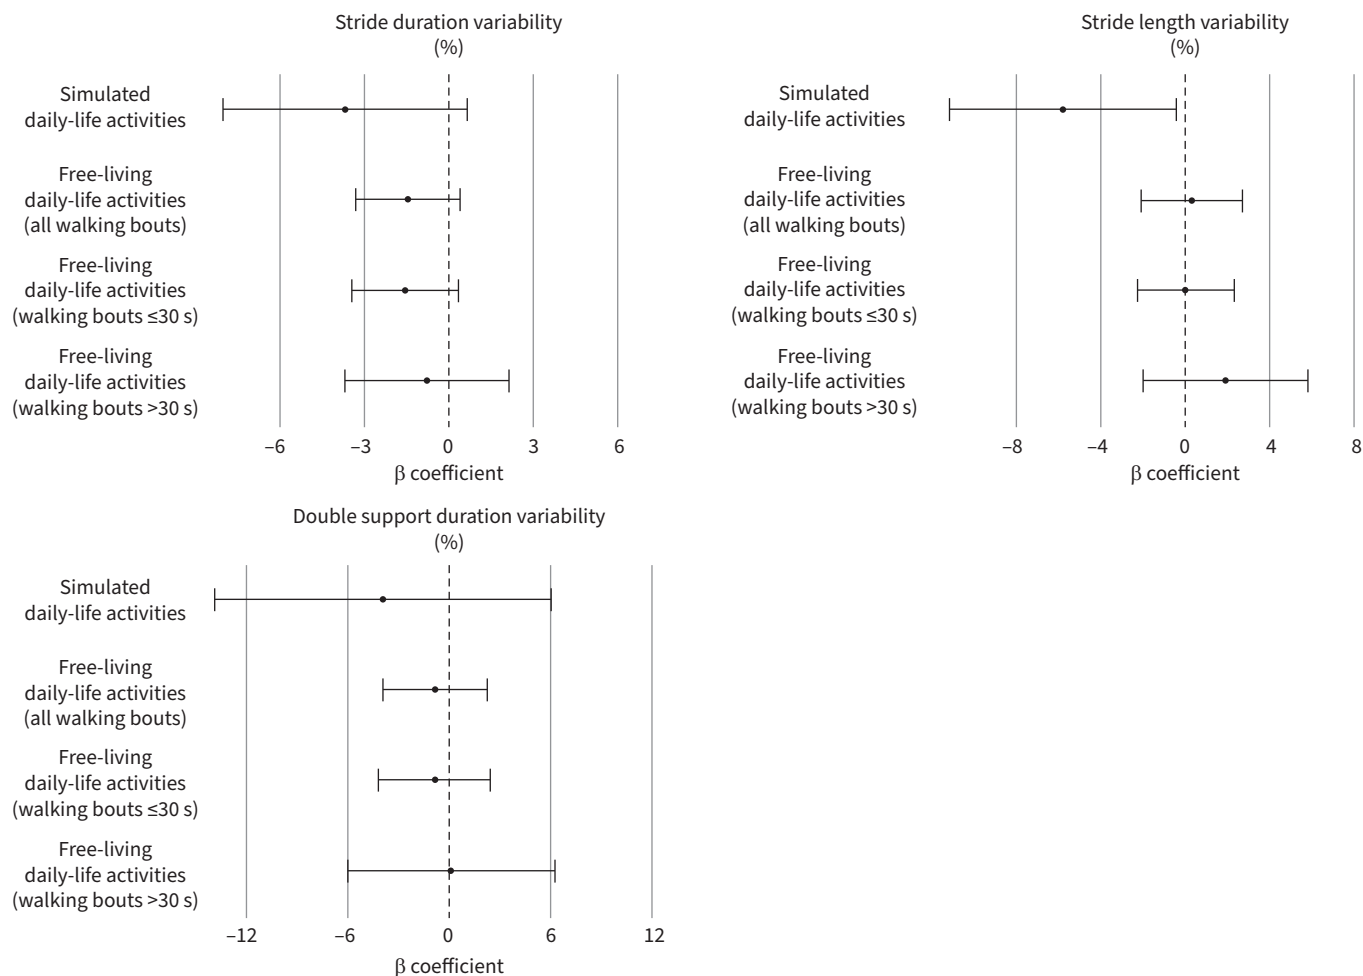 Stride duration variability
(%)
Simulated
daily-life activities
Free-living
daily-life activities
(all walking bouts)
Free-living
daily-life activities
(walking bouts ≤30 s)
Free-living
daily-life activities
(walking bouts >30 s)
–6 –3 0 3 6
β coefficient
Stride length variability
(%)
Simulated
daily-life activities
Free-living
daily-life activities
(all walking bouts)
Free-living
daily-life activities
(walking bouts ≤30 s)
Free-living
daily-life activities
(walking bouts >30 s)
–8 –4 0 4 8
β coefficient
Double support duration variability
(%)
Simulated
daily-life activities
Free-living
daily-life activities
(all walking bouts)
Free-living
daily-life activities
(walking bouts ≤30 s)
Free-living
daily-life activities
(walking bouts >30 s)
–12 –6 0 6 12
β coefficient